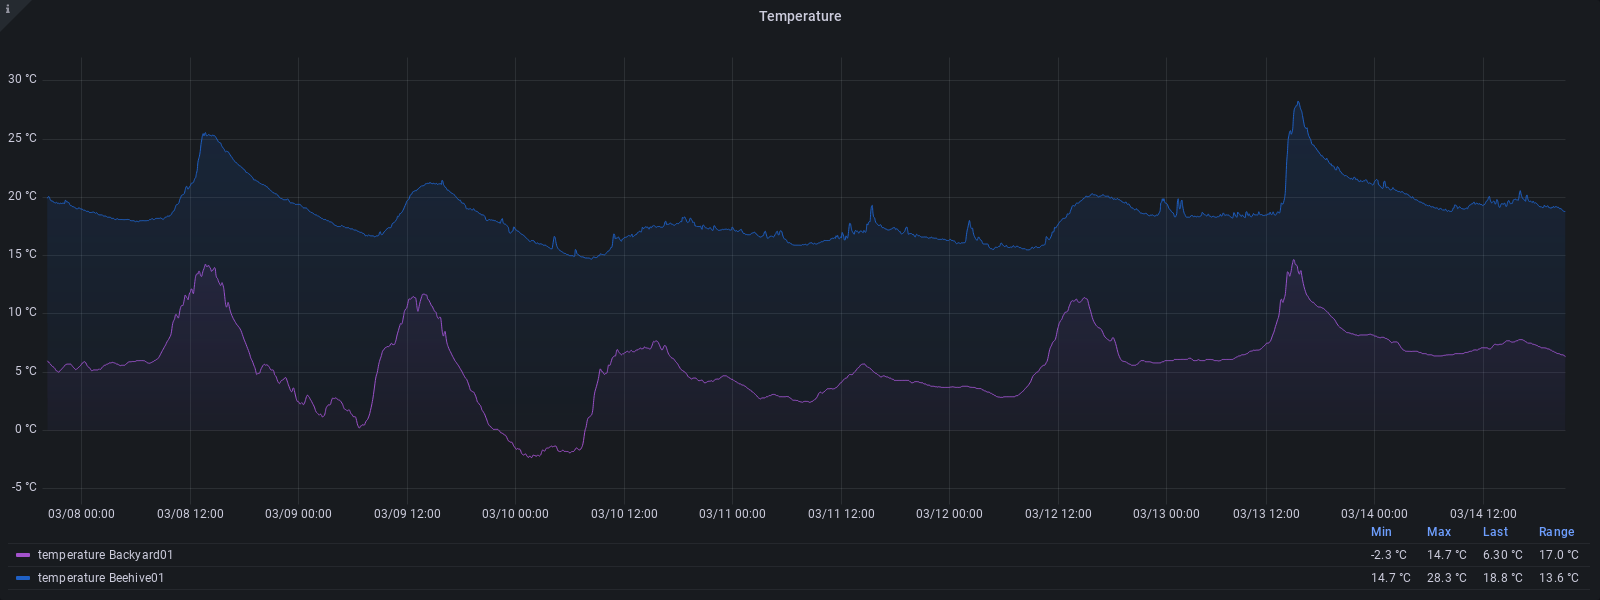 i
Temperature
30 °C
25 °C
20 °C
15 °C
10 °C
5 °C
0 °C
-5 °C
03/08 00:00 03/08 12:00 03/09 00:00 03/09 12:00 03/10 00:00 03/10 12:00 03/11 00:00 03/11 12:00 03/12 00:00 03/12 12:00 03/13 00:00 03/13 12:00 03/14 00:00 03/14 12:00
Min Max Last Range
temperature Backyard01 -2.3 °C 14.7 °C 6.30 °C 17.0 °C
temperature Beehive01 14.7 °C 28.3 °C 18.8 °C 13.6 °C